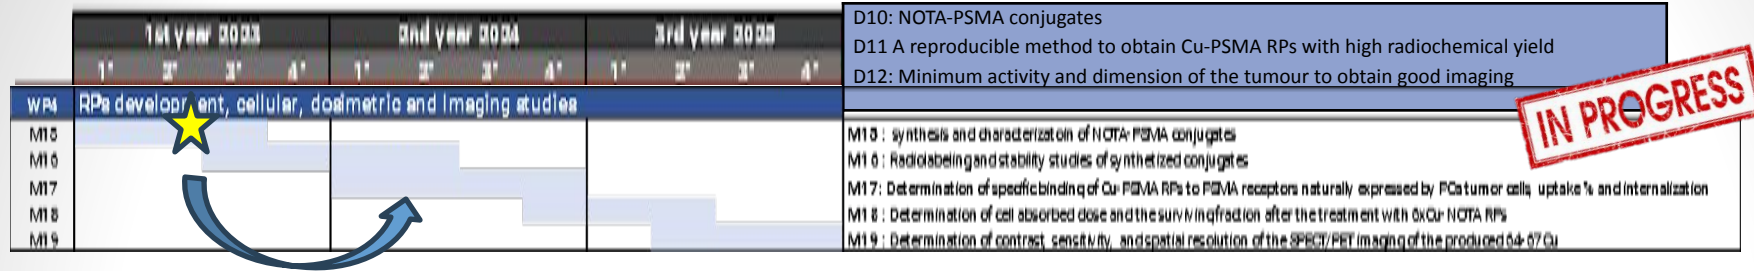 1st year 2023 2nd year 2024 3rd year 2025
1° 2° 3° 4° 1° 2° 3° 4° 1° 2° 3° 4°
D10: NOTA-PSMA conjugates
D11 A reproducible method to obtain Cu-PSMA RPs with high radiochemical yield
D12: Minimum activity and dimension of the tumour to obtain good imaging
IN PROGRESS
WP4 RPs develop ent, cellular, dosimetric and Imaging studies
M15 M15 : synthesis and characterizatoin of NOTA-PSMA conjugates
M16 M16 : Radiolabeling and stability studies of synthetized conjugates
M17 M17: Determination of specific binding of Cu-PSMA RPs to PSMA receptors naturally expressed by PCa tumor cells, uptake % and internalization
M18 M18 : Determination of cell absorbed dose and the surviving fraction after the treatment with NOTA RPs
M19 M19 : Determination of contrast, sensitivity, and spatial resolution of the SPECT/PET imaging of the produced 64-67Cu